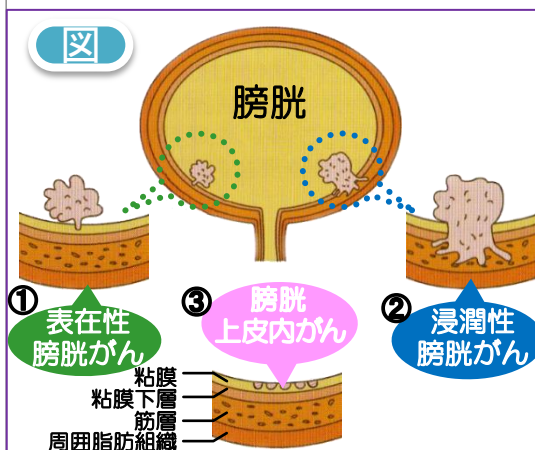 図
膀胱
①
表在性
膀胱がん
③
膀胱
上皮内がん
②
浸潤性
膀胱がん
粘膜
粘膜下層
筋層
周囲脂肪組織